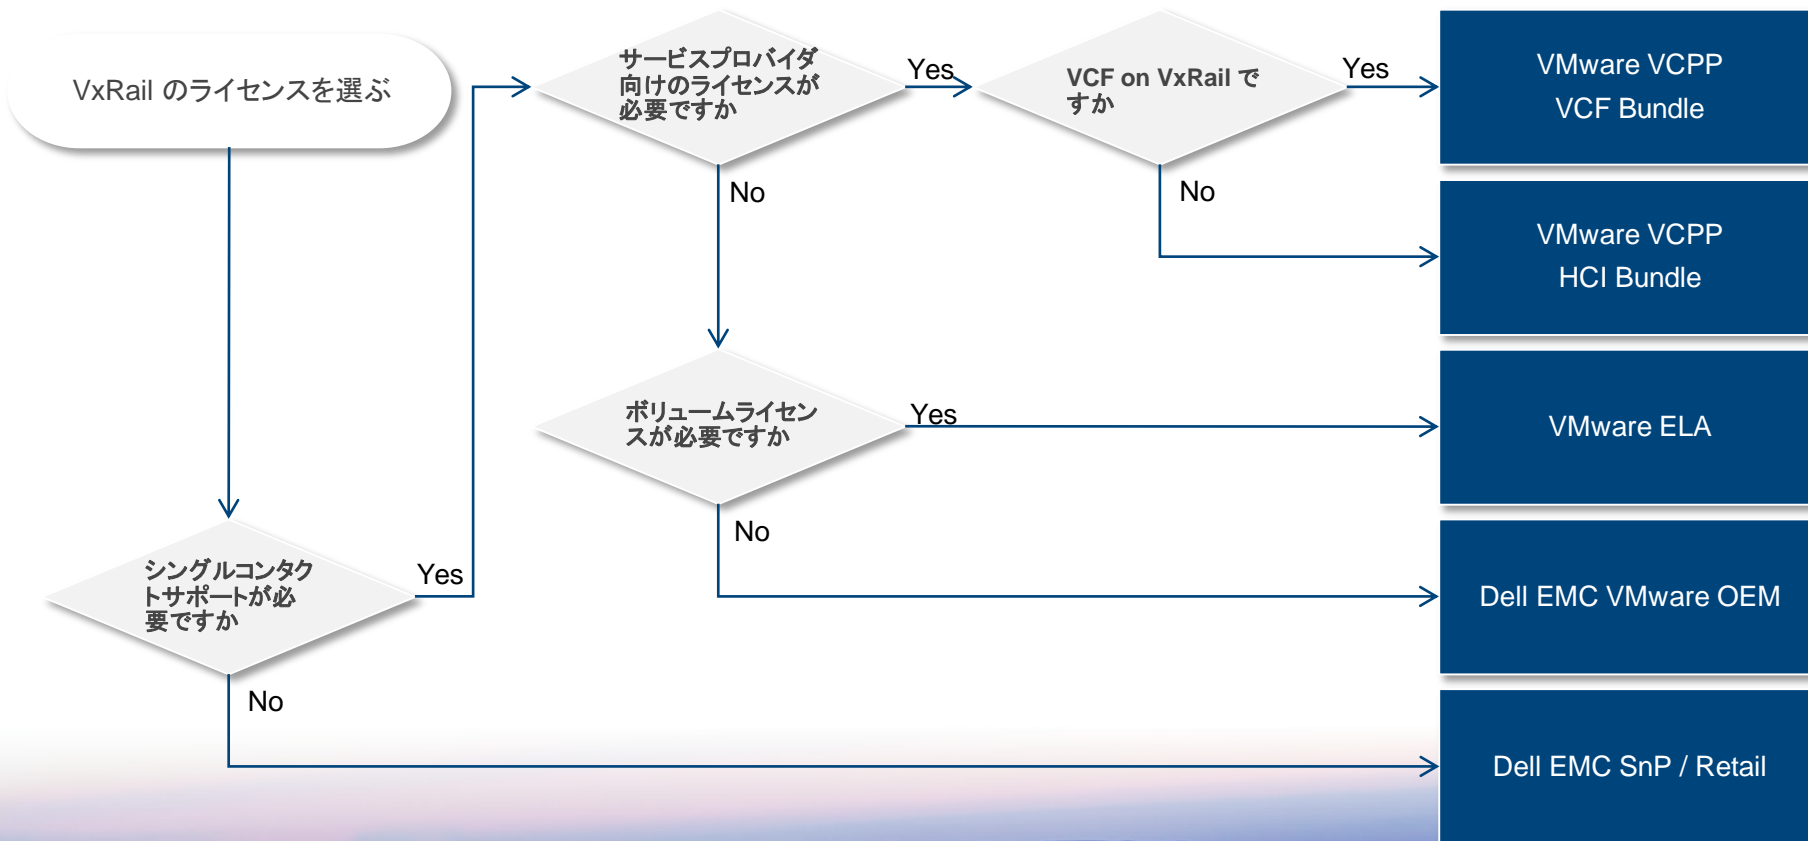 VxRail のライセンスを選ぶ
サービスプロバイダ
向けのライセンスが
必要ですか
Yes
VCF on VxRail で
すか
Yes
VMware VCPP
VCF Bundle
No
No
VMware VCPP
HCI Bundle
ボリュームライセン
スが必要ですか
Yes
VMware ELA
No
シングルコンタク
トサポートが必
要ですか
Yes
Dell EMC VMware OEM
No
Dell EMC SnP / Retail